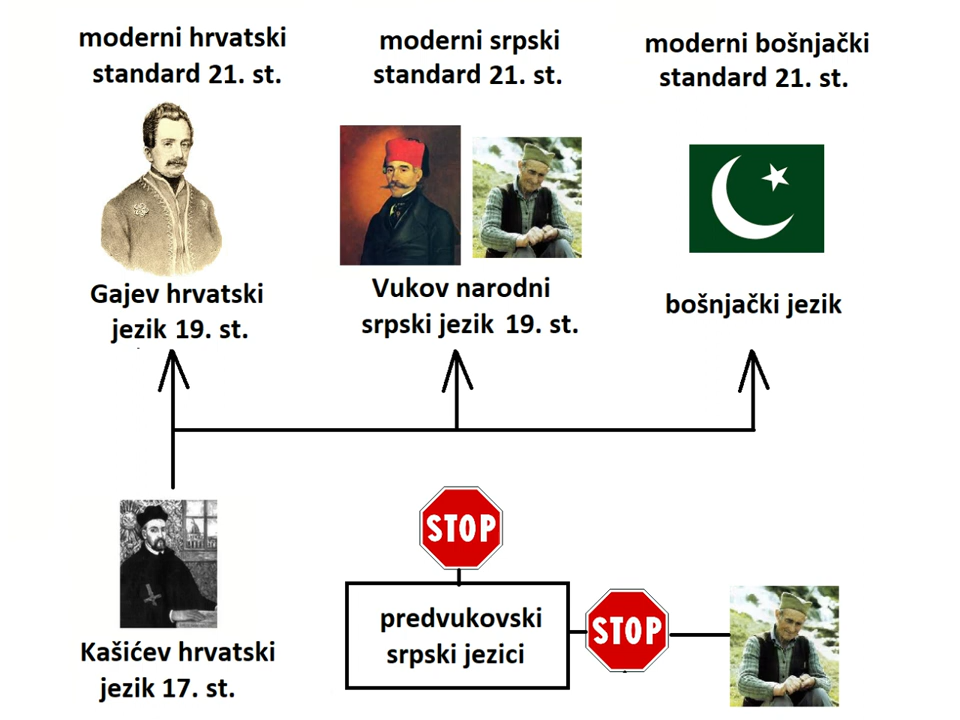 moderni hrvatski
standard 21. st.
moderni srpski
standard 21. st.
moderni bošnjački
standard 21. st.
Gajev hrvatski
jezik 19. st.
Vukov narodni
srpski jezik 19. st.
bošnjački jezik
STOP
predvukovski
srpski jezici
STOP
Kašićev hrvatski
jezik 17. st.